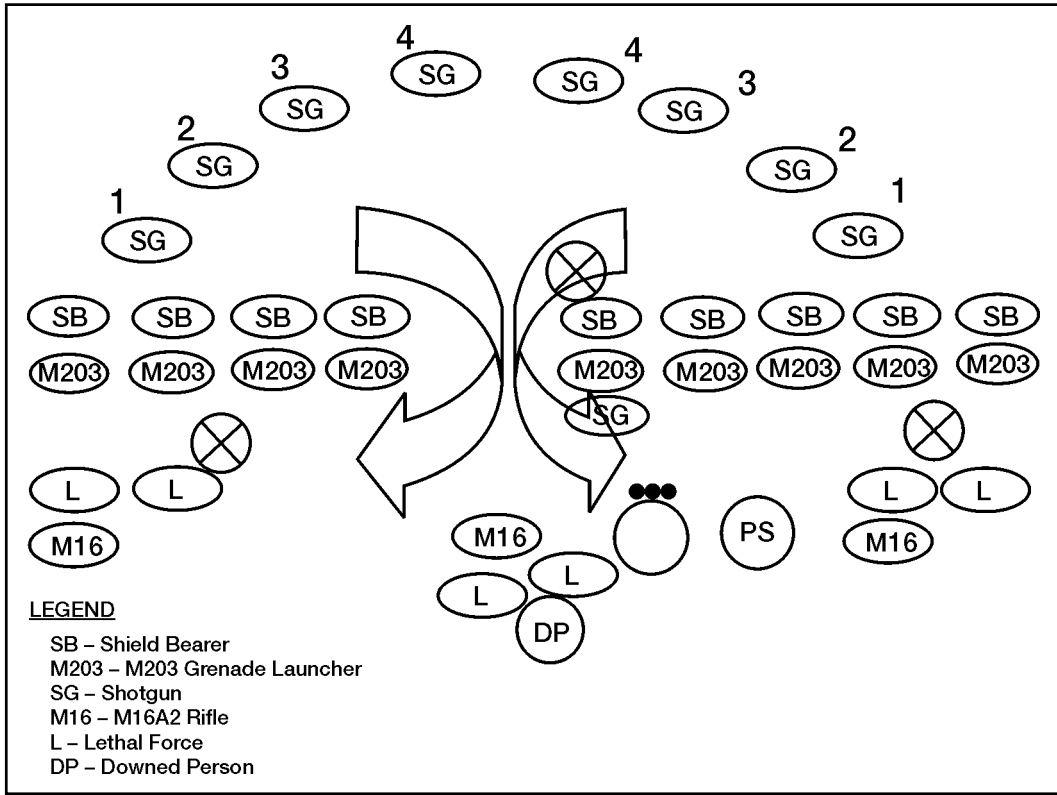 4 4
3 3
SG SG
SG SG
2 2
SG SG
1 1
SG SG
SB SB SB SB SB SB SB SB SB
M203 M203 M203 M203 M203 M203 M203 M203 M203
SG
L L L L
M16 M16 PS M16
L
L
DP
LEGEND
SB – Shield Bearer
M203 – M203 Grenade Launcher
SG – Shotgun
M16 – M16A2 Rifle
L – Lethal Force
DP – Downed Person